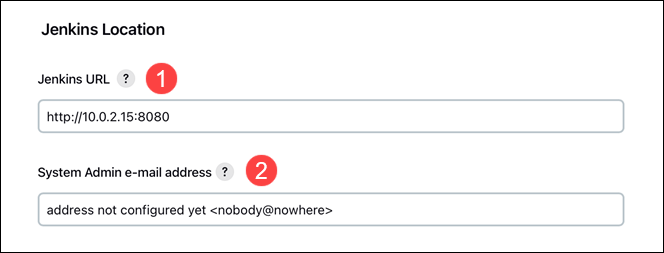 Jenkins Location
Jenkins URL ? 1
http://10.0.2.15:8080
System Admin e-mail address ? 2
address not configured yet <nobody@nowhere>